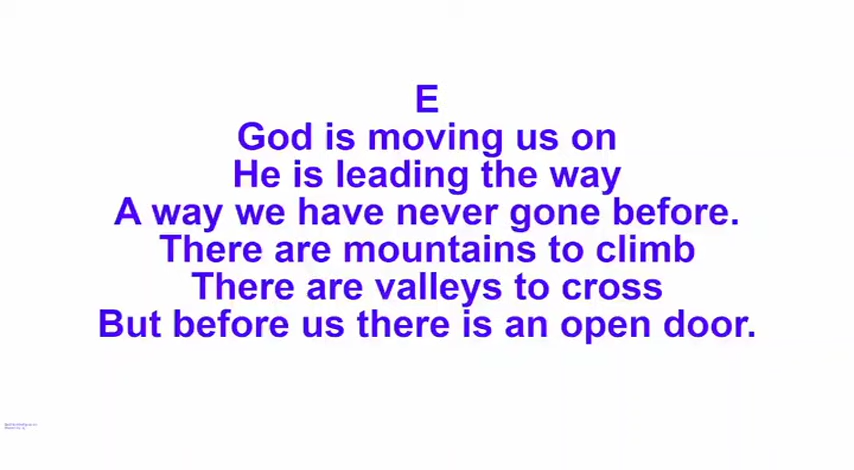 E
God is moving us on
He is leading the way
A way we have never gone before.
There are mountains to climb
There are valleys to cross
But before us there is an open door.